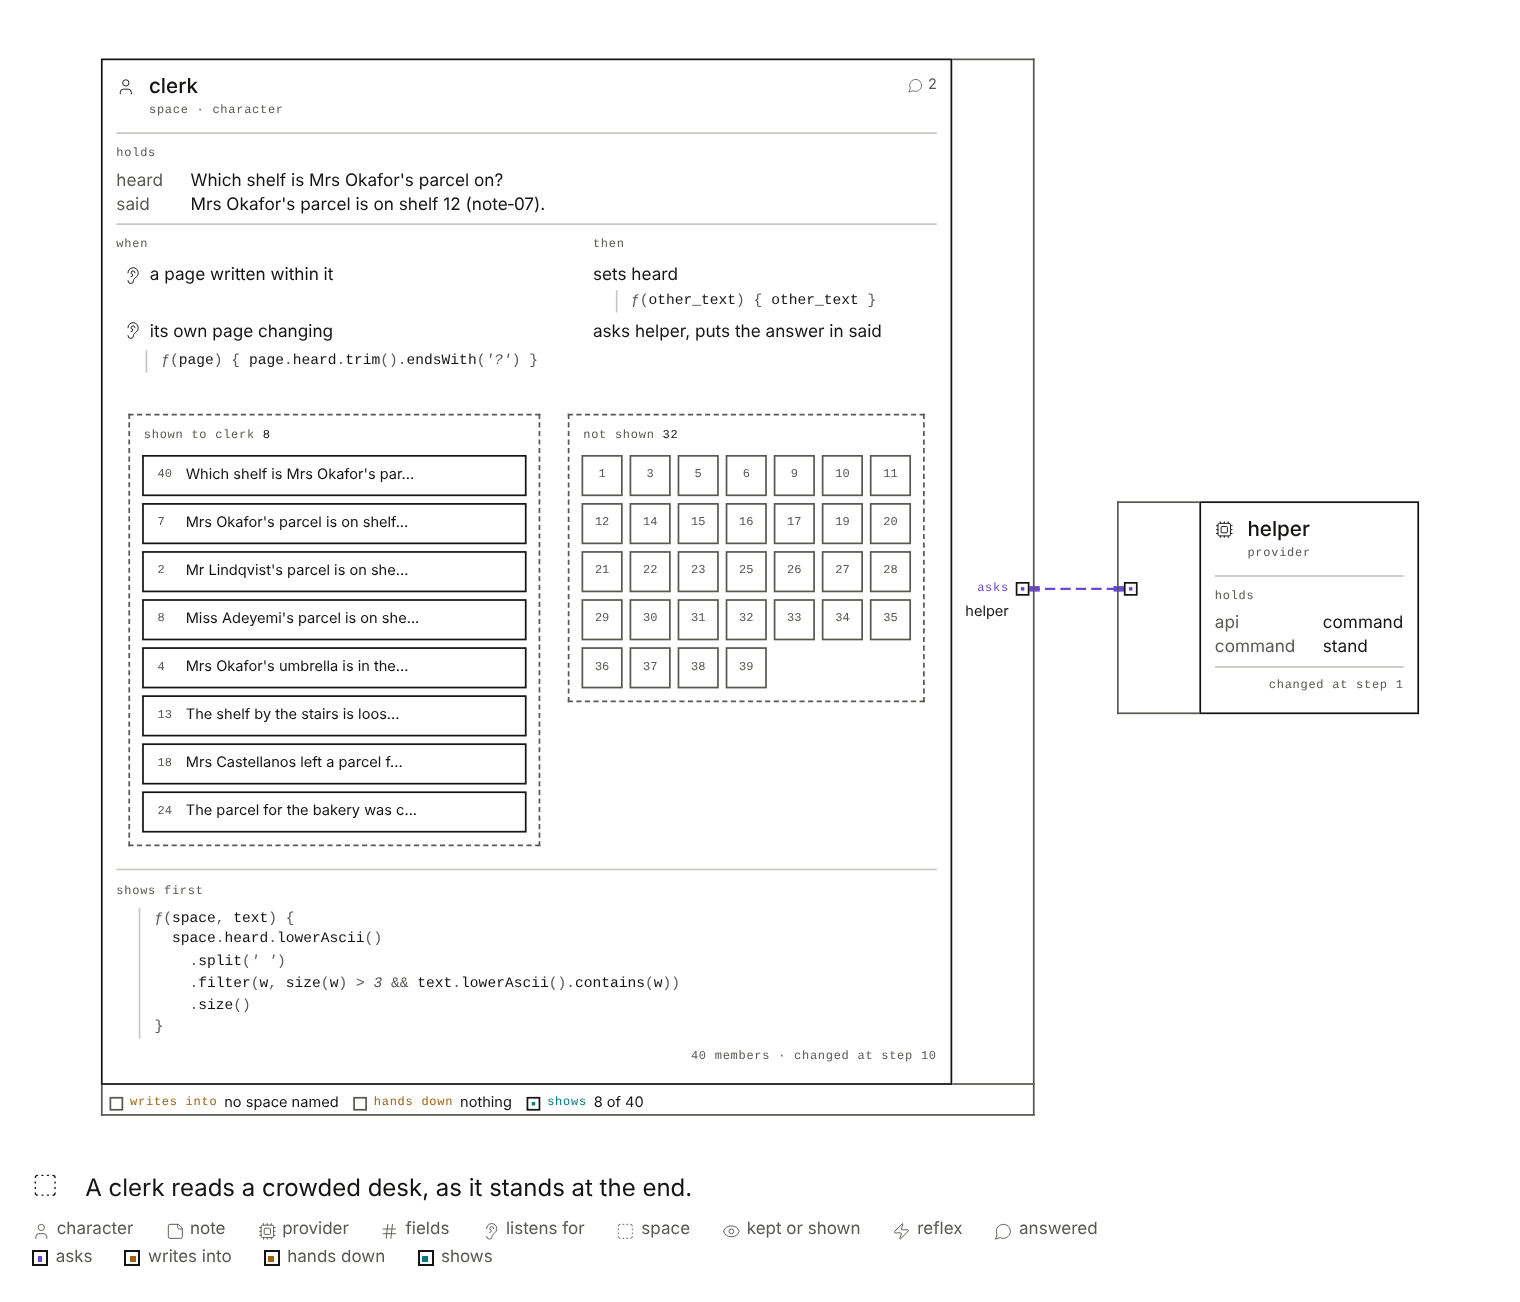 clerk
2
space · character
holds
heard Which shelf is Mrs Okafor's parcel on?
said Mrs Okafor's parcel is on shelf 12 (note-07).
when then
a page written within it sets heard
ƒ(other_text) { other_text }
its own page changing asks helper, puts the answer in said
ƒ(page) { page.heard.trim().endsWith('?') }
shown to clerk 8
40 Which shelf is Mrs Okafor's par...
7 Mrs Okafor's parcel is on shelf...
2 Mr Lindqvist's parcel is on she...
8 Miss Adeyemi's parcel is on she...
4 Mrs Okafor's umbrella is in the...
13 The shelf by the stairs is loos...
18 Mrs Castellanos left a parcel f...
24 The parcel for the bakery was c...
not shown 32
1 3 5 6 9 10 11
12 14 15 16 17 19 20
21 22 23 25 26 27 28
29 30 31 32 33 34 35
36 37 38 39
shows first
ƒ(space, text) {
space.heard.lowerAscii()
.split(' ')
.filter(w, size(w) > 3 && text.lowerAscii().contains(w))
.size()
}
40 members · changed at step 10
writes into no space named hands down nothing shows 8 of 40
asks
helper
helper
provider
holds
api command
command stand
changed at step 1
A clerk reads a crowded desk, as it stands at the end.
character note provider fields listens for space kept or shown reflex answered
asks writes into hands down shows